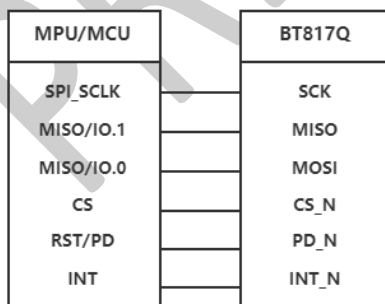 MPU/MCU BT817Q
SPI_SCLK SCK
MISO/IO.1 MISO
MISO/IO.0 MOSI
CS CS_N
RST/PD PD_N
INT INT_N